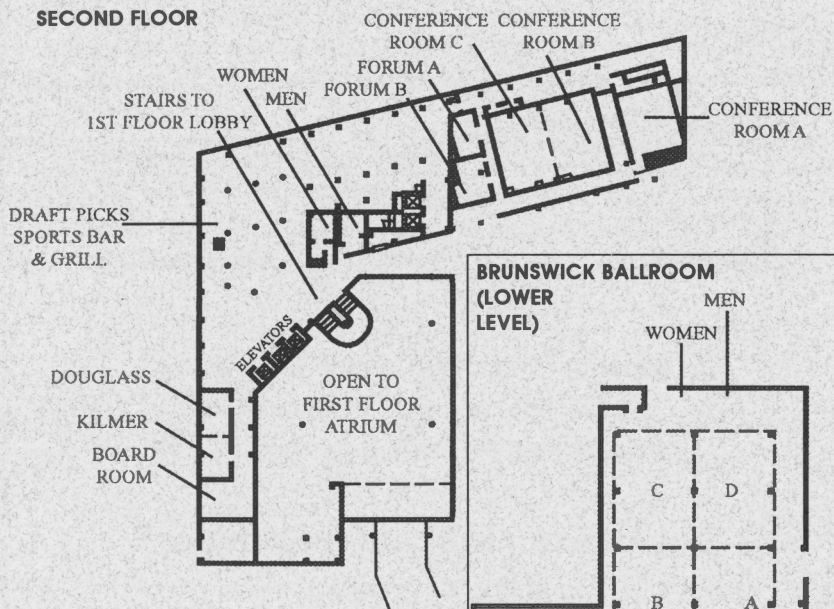 SECOND FLOOR
CONFERENCE
ROOM C
CONFERENCE
ROOM B
WOMEN
MEN
FORUM A
FORUM B
STAIRS TO
1ST FLOOR LOBBY
CONFERENCE
ROOM A
DRAFT PICKS
SPORTS BAR
& GRILL
ELEVATORS
DOUGLASS
KILMER
BOARD
ROOM
OPEN TO
FIRST FLOOR
ATRIUM
BRUNSWICK BALLROOM
(LOWER
LEVEL)
MEN
WOMEN
C
D
B
A